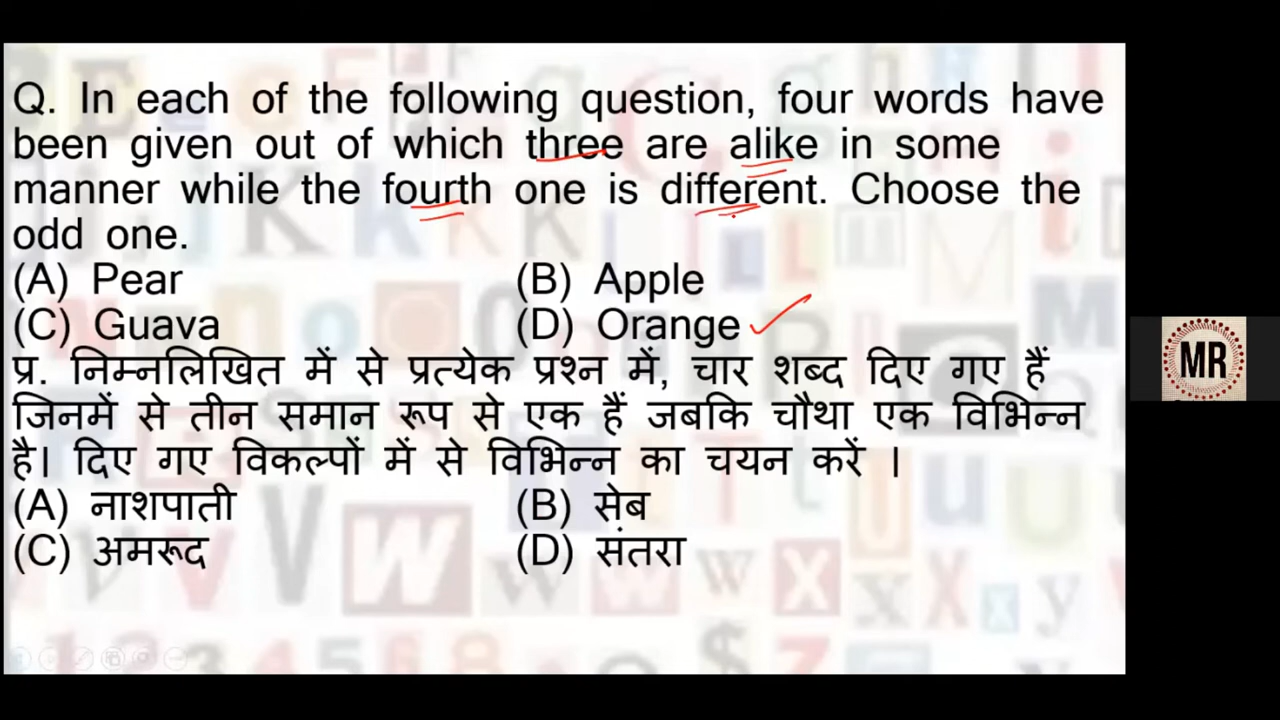 Q. In each of the following question, four words have
been given out of which three are alike in some
manner while the fourth one is different. Choose the
odd one.
(A) Pear (B) Apple
(C) Guava (D) Orange
प्र. निम्नलिखित में से प्रत्येक प्रश्न में, चार शब्द दिए गए हैं
जिनमें से तीन समान रूप से एक हैं जबकि चौथा एक विभिन्न
है। दिए गए विकल्पों में से विभिन्न का चयन करें ।
(A) नाशपाती (B) सेब
(C) अमरूद (D) संतरा
MR